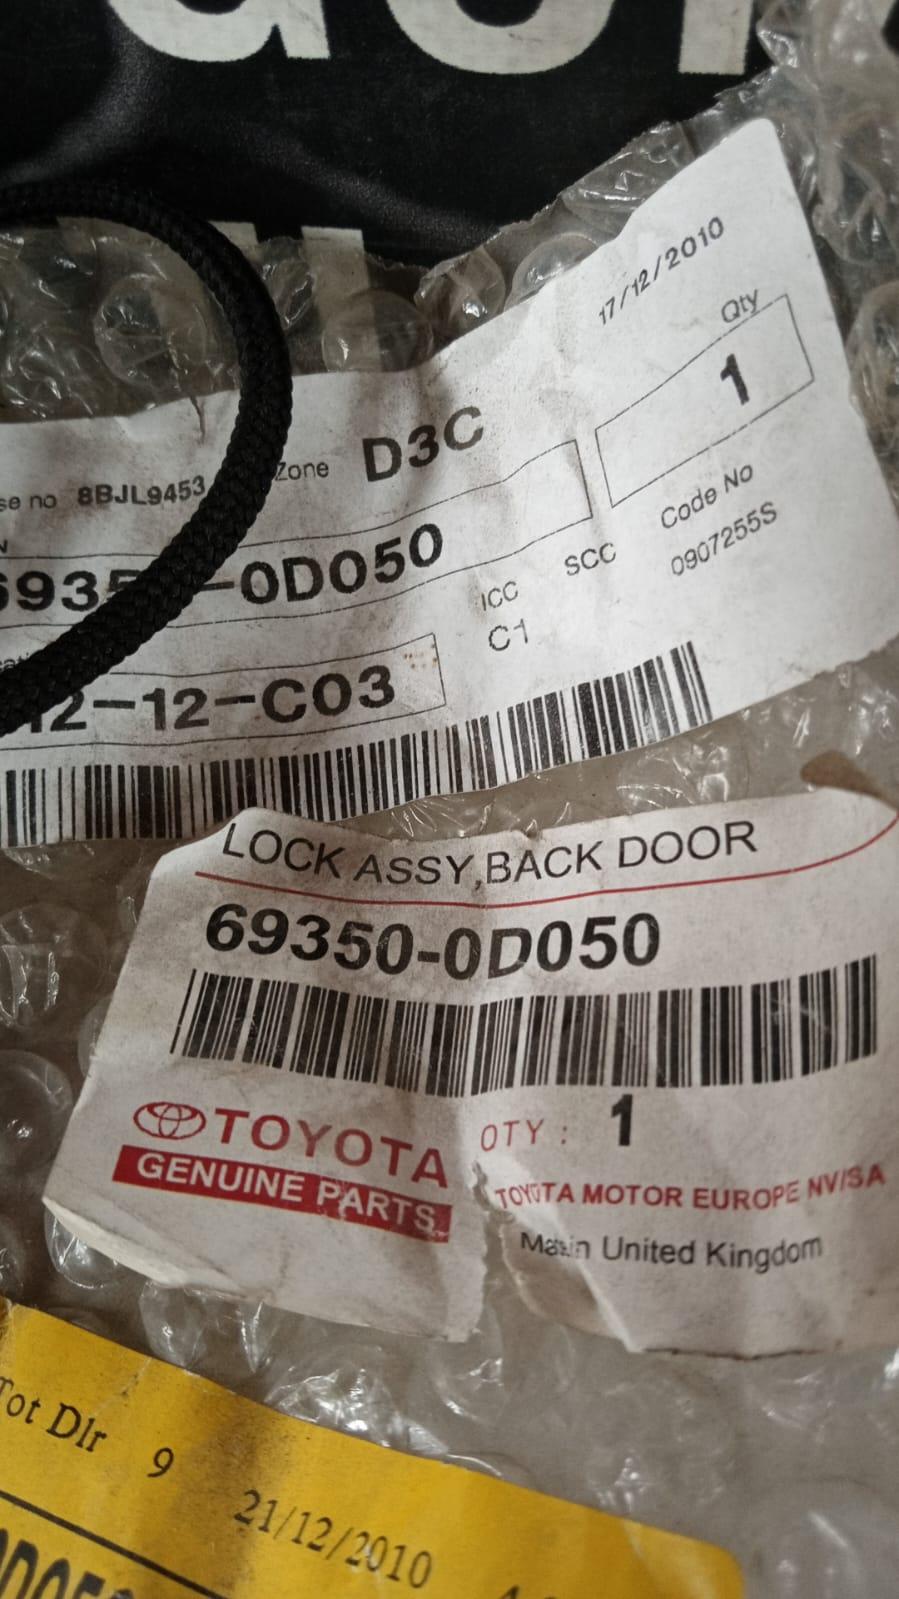 17/12/2010
Qty
1
se no 8BJL9453 Zone D3C
Code No
0907255S
-0D050
ICC SCC
C1
12-12-C03
LOCK ASSY,BACK DOOR
69350-0D050
TOYOTA
GENUINE PARTS
QTY : 1
TOYOTA MOTOR EUROPE NV/SA
United Kingdom
Tot Dlr 9 21/12/2010